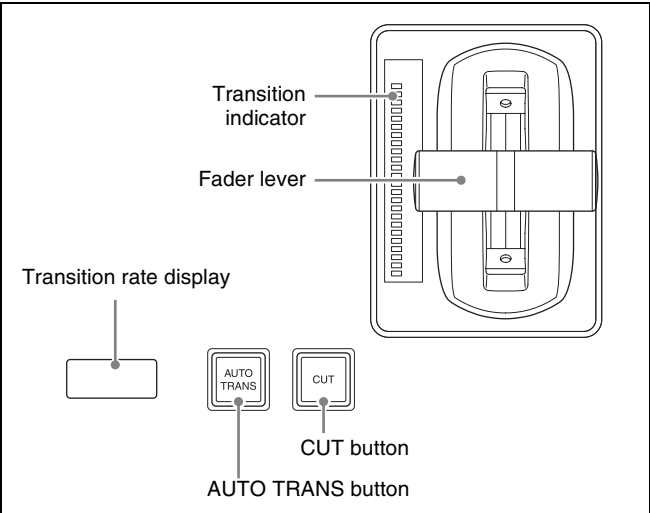 Transition
indicator
Fader lever
Transition rate display
AUTO
TRANS
CUT
CUT button
AUTO TRANS button